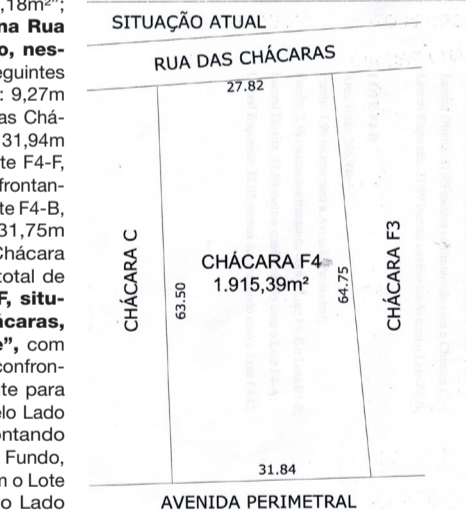 ,18m²”;
na Rua
o, nes-
eguintes
: 9,27m
as Chá-
31,94m
te F4-F,
frontan-
te F4-B,
31,75m
Chácara
total de
F, situ-
ácaras,
e”, com
confron-
te para
elo Lado
ontando
Fundo,
m o Lote
o Lado
SITUAÇÃO ATUAL
RUA DAS CHÁCARAS
27.82
CHÁCARA C
63.50
CHÁCARA F4
1.915,39m²
64.75
CHÁCARA F3
31.84
AVENIDA PERIMETRAL